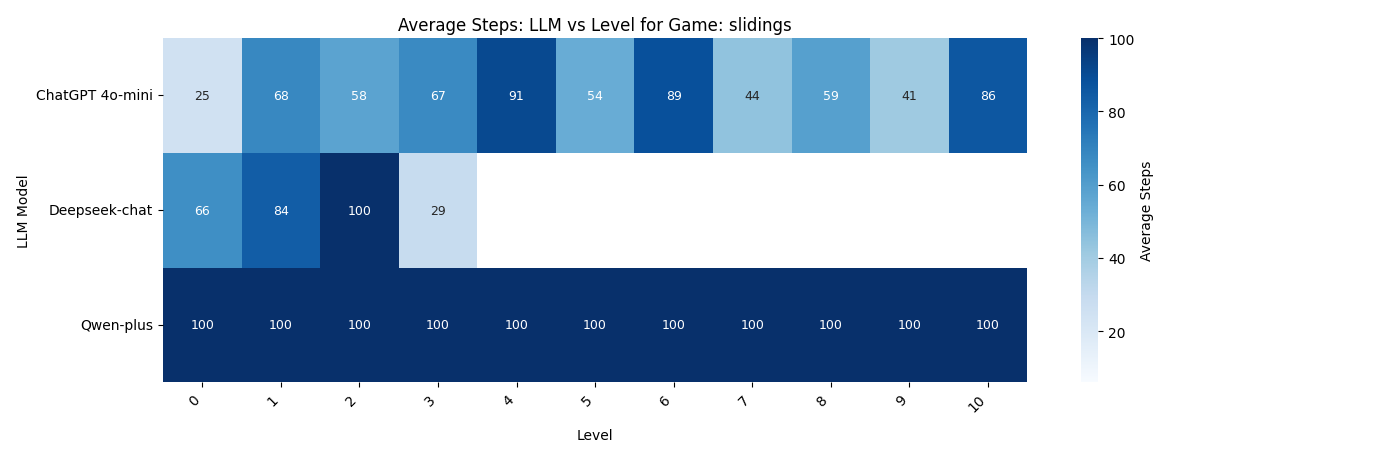 Average Steps: LLM vs Level for Game: slidings
ChatGPT 4o-mini
25 68 58 67 91 54 89 44 59 41 86
Deepseek-chat
66 84 100 29
Qwen-plus
100 100 100 100 100 100 100 100 100 100 100
LLM Model
0 1 2 3 4 5 6 7 8 9 10
Level
100
80
60
40
20
Average Steps